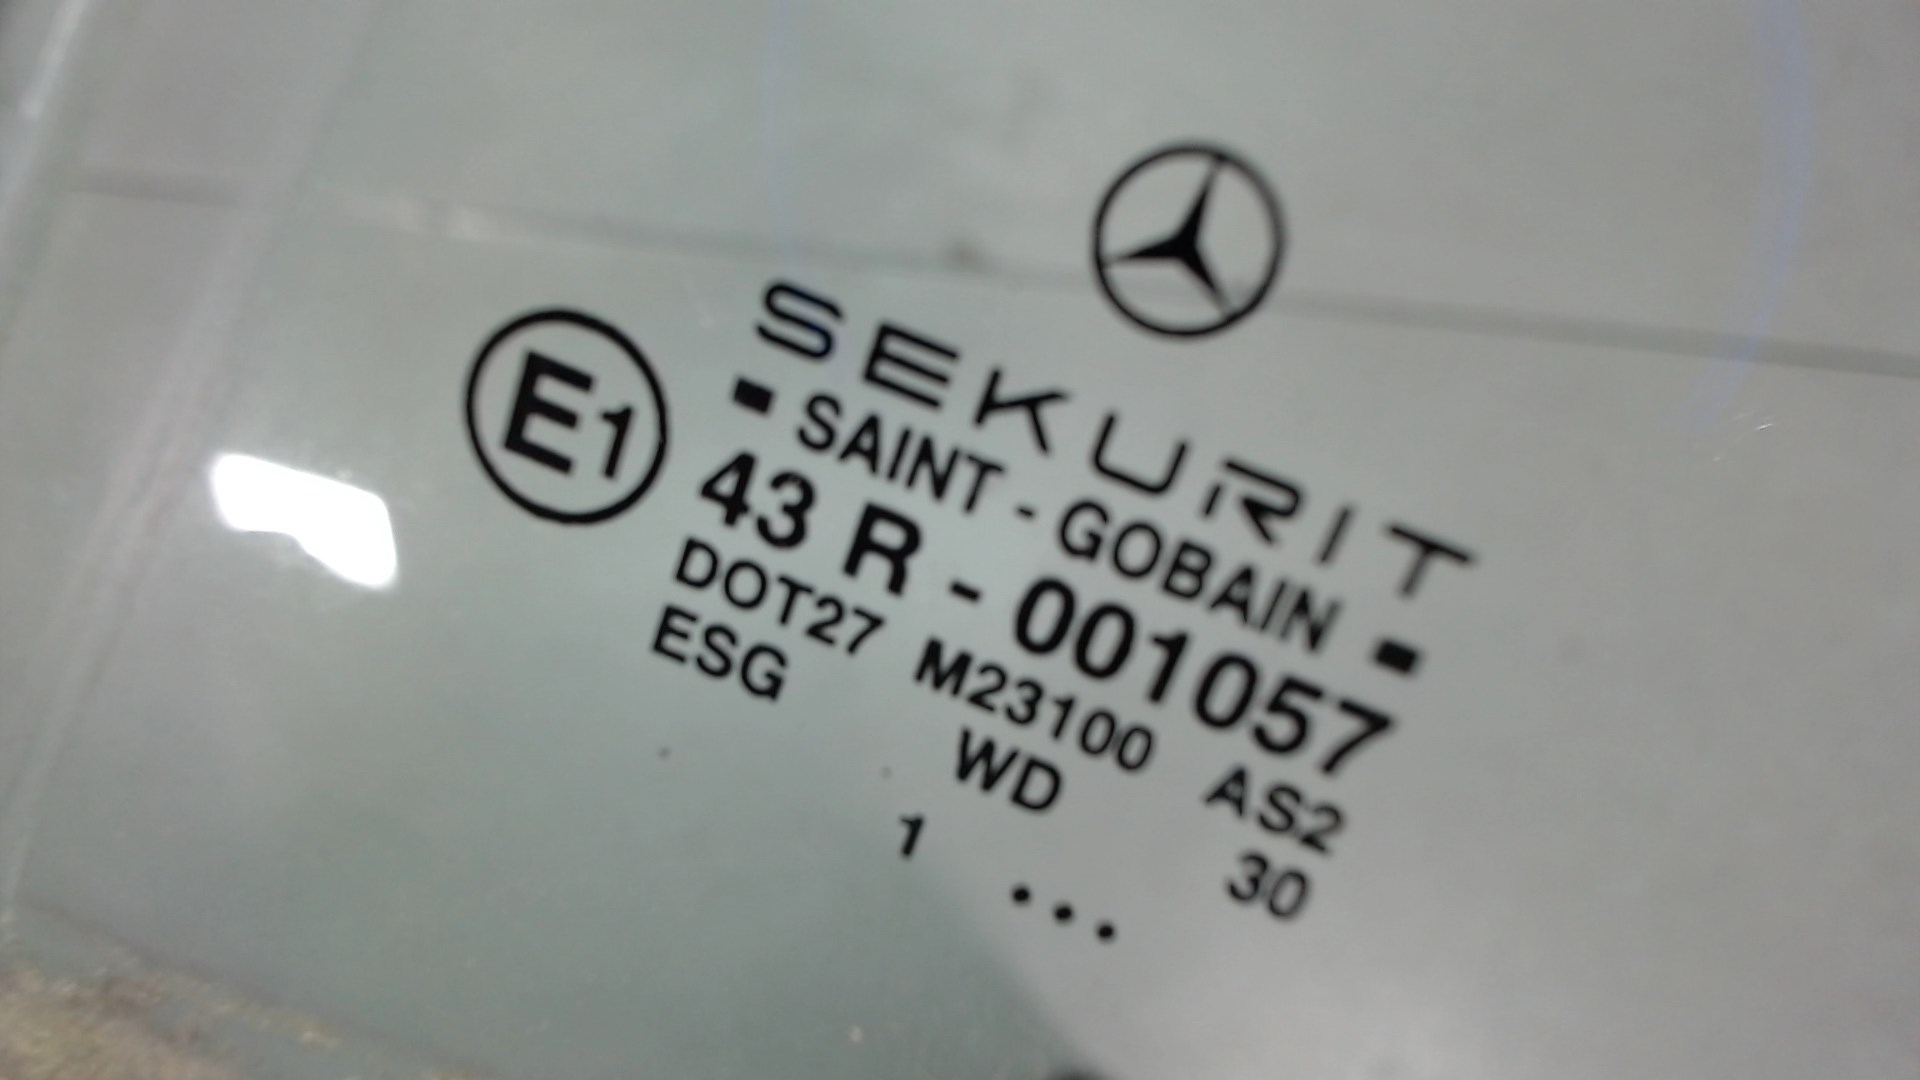 SEKURIT
SAINT - GOBAIN
E1
43 R - 001057
DOT27 M23100 AS2
ESG WD 30
1 ...